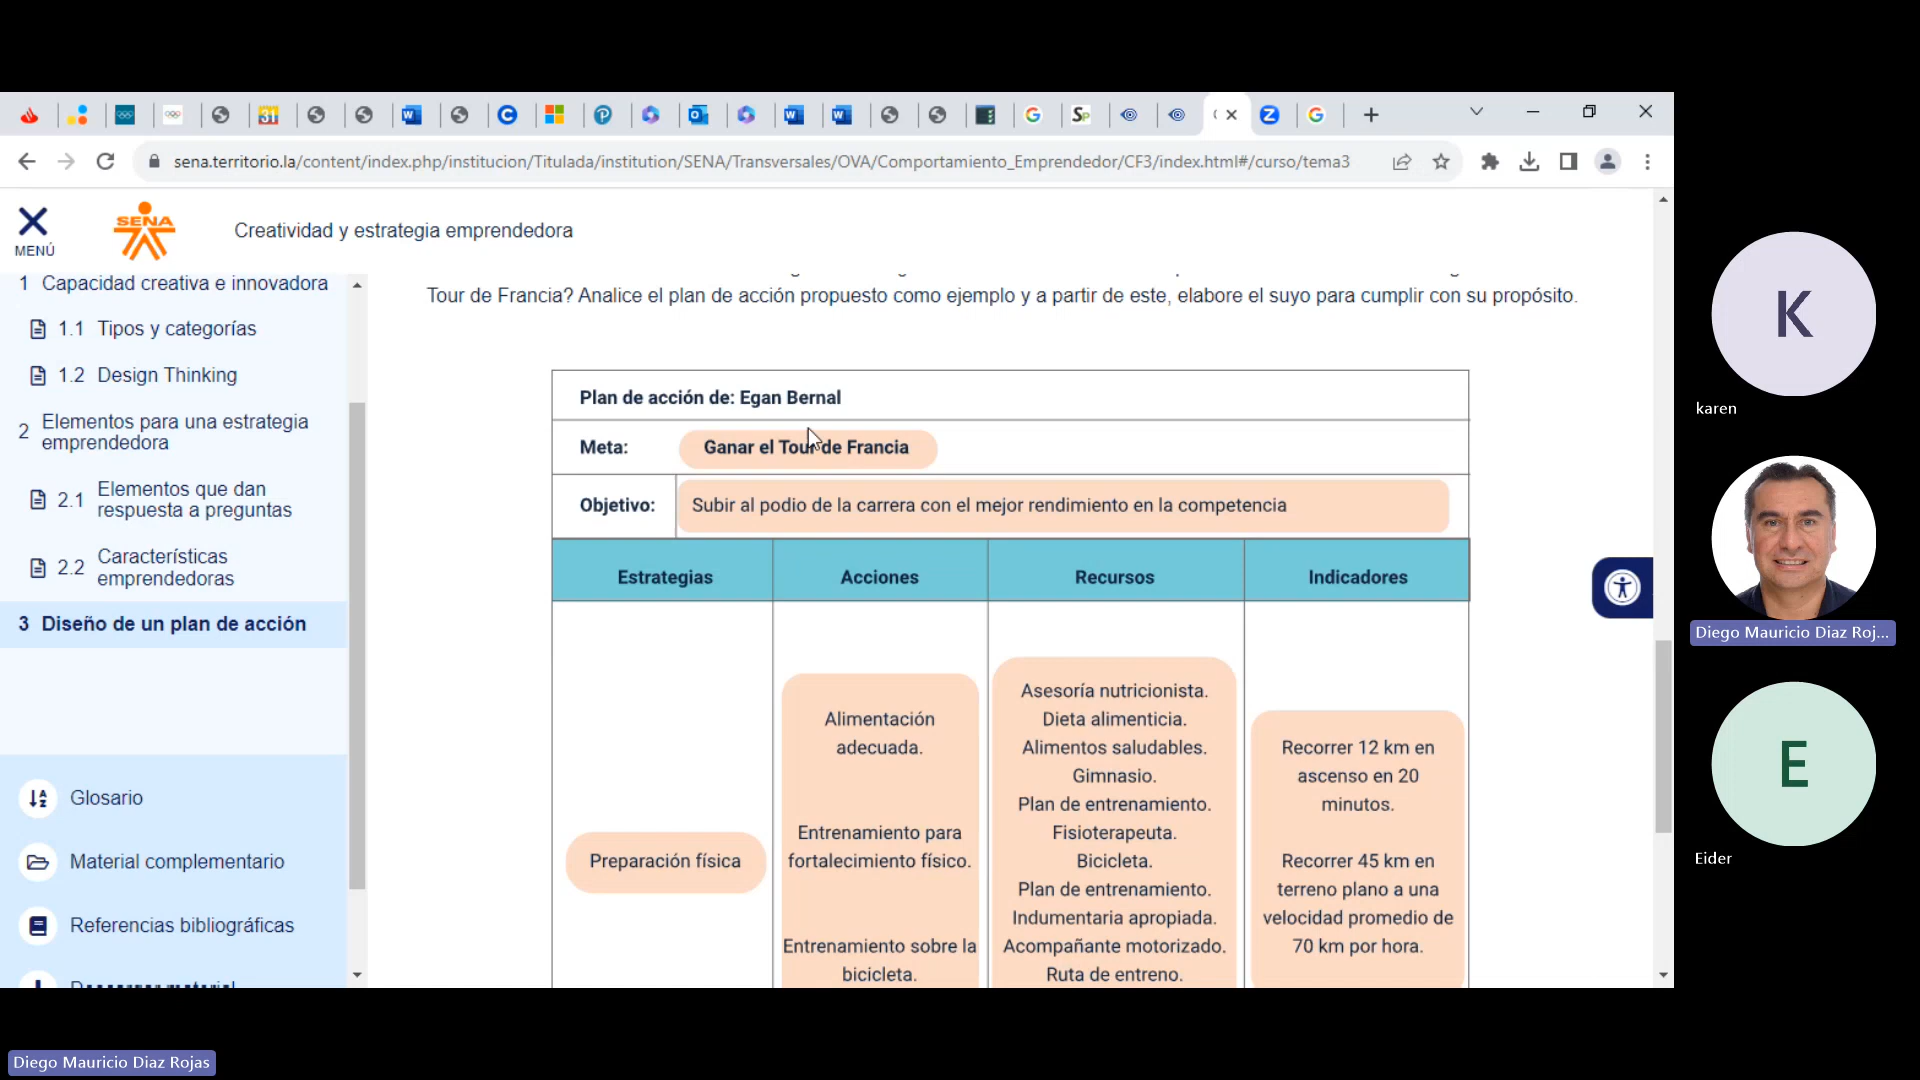 sena.territorio.la/content/index.php/institucion/Titulada/institution/SENA/Transversales/OVA/Comportamiento_Emprendedor/CF3/index.html#/curso/tema3
MENÚ
SENA
Creatividad y estrategia emprendedora
1 Capacidad creativa e innovadora
1.1 Tipos y categorías
1.2 Design Thinking
2 Elementos para una estrategia
emprendedora
2.1 Elementos que dan
respuesta a preguntas
2.2 Características
emprendedoras
3 Diseño de un plan de acción
Glosario
Material complementario
Referencias bibliográficas
Tour de Francia? Analice el plan de acción propuesto como ejemplo y a partir de este, elabore el suyo para cumplir con su propósito.
Plan de acción de: Egan Bernal
Meta: Ganar el Tour de Francia
Objetivo: Subir al podio de la carrera con el mejor rendimiento en la competencia
Estrategias Acciones Recursos Indicadores
Preparación física
Alimentación
adecuada.
Entrenamiento para
fortalecimiento físico.
Entrenamiento sobre la
bicicleta.
Asesoría nutricionista.
Dieta alimenticia.
Alimentos saludables.
Gimnasio.
Plan de entrenamiento.
Fisioterapeuta.
Bicicleta.
Plan de entrenamiento.
Indumentaria apropiada.
Acompañante motorizado.
Ruta de entreno.
Recorrer 12 km en
ascenso en 20
minutos.
Recorrer 45 km en
terreno plano a una
velocidad promedio de
70 km por hora.
K
karen
Diego Mauricio Diaz Roj...
E
Eider
Diego Mauricio Diaz Rojas